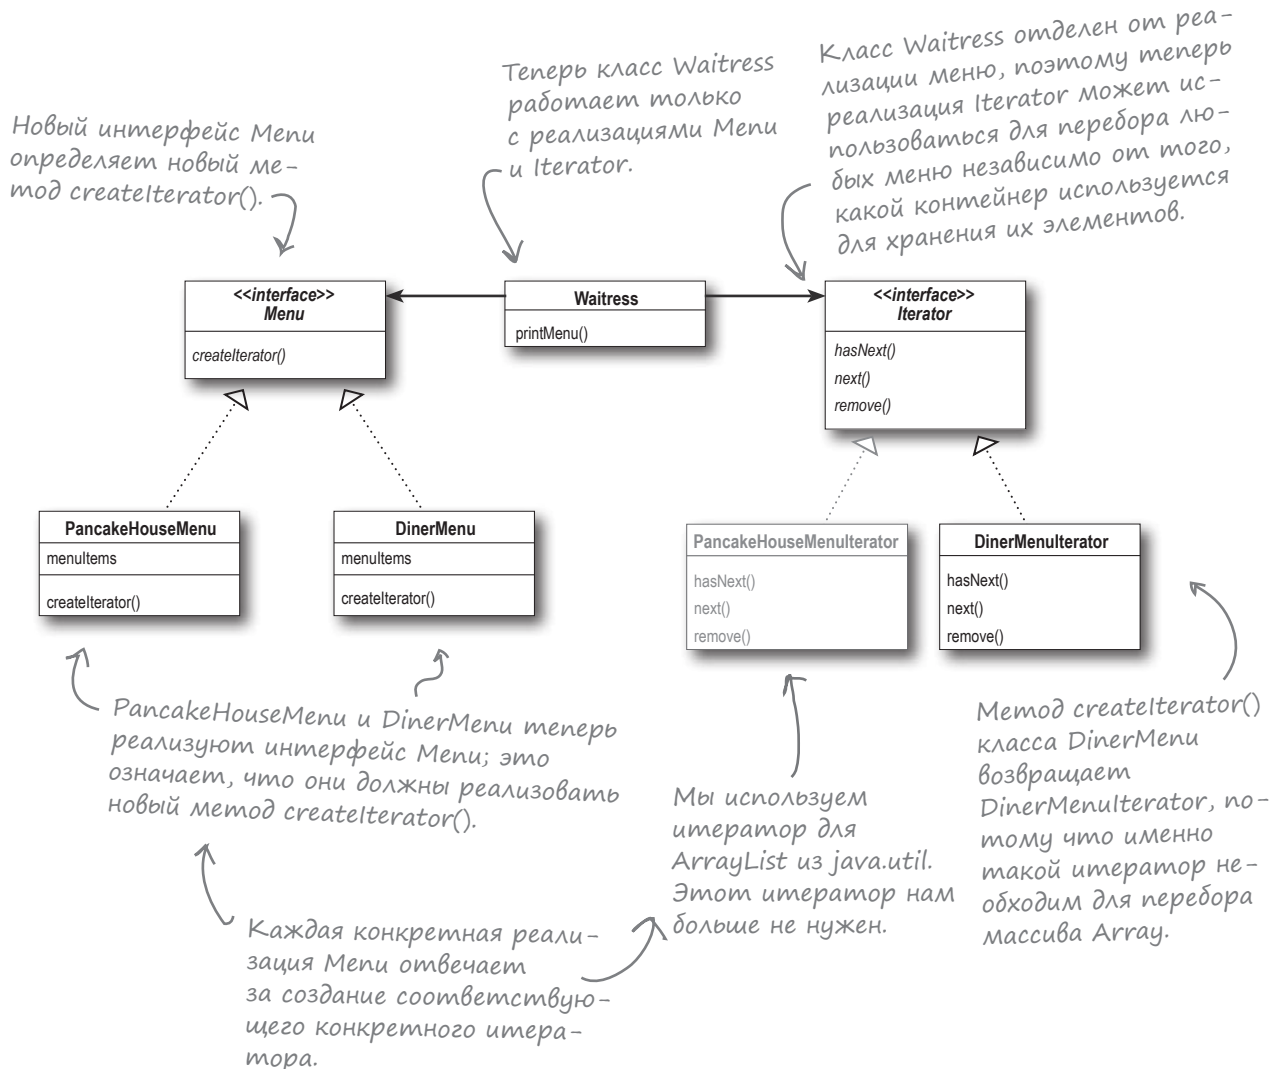 Класс Waitress отделен от реа-
лизации меню, поэтому теперь
реализация Iterator может ис-
пользоваться для перебора лю-
бых меню независимо от того,
какой контейнер используется
для хранения их элементов.
Теперь класс Waitress
работает только
с реализациями Menu
и Iterator.
Новый интерфейс Menu
определяет новый ме-
тод createIterator().
<<interface>>
Menu
createIterator()
Waitress
printMenu()
<<interface>>
Iterator
hasNext()
next()
remove()
PancakeHouseMenu
menuItems
createIterator()
DinerMenu
menuItems
createIterator()
PancakeHouseMenuIterator
hasNext()
next()
remove()
DinerMenuIterator
hasNext()
next()
remove()
PancakeHouseMenu и DinerMenu теперь
реализуют интерфейс Menu; это
означает, что они должны реализовать
новый метод createIterator().
Мы используем
итератор для
ArrayList из java.util.
Этот итератор нам
больше не нужен.
Метод createIterator()
класса DinerMenu
возвращает
DinerMenuIterator, по-
тому что именно
такой итератор не-
обходим для перебора
массива Array.
Каждая конкретная реали-
зация Menu отвечает
за создание соответствую-
щего конкретного итера-
тора.